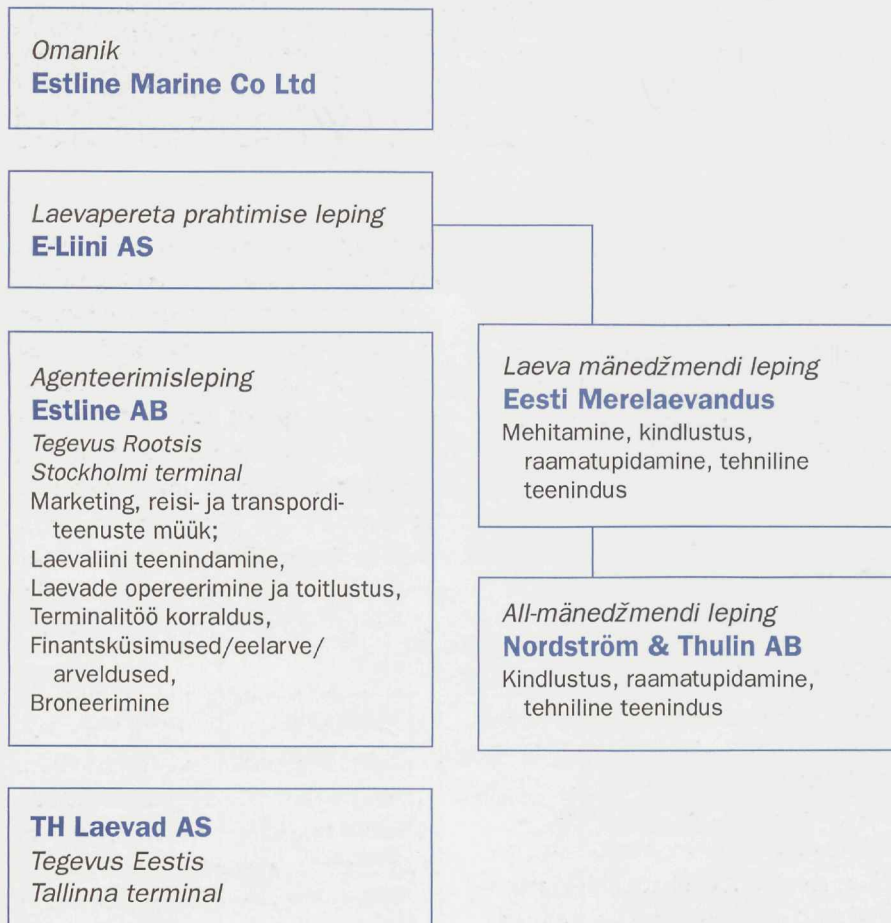 Omanik
Estline Marine Co Ltd
Laevapereta prahtimise leping
E-Liini AS
Agenteerimisleping
Estline AB
Tegevus Rootsis
Stockholmi terminal
Marketing, reisi- ja transpordi-
teenuste müük;
Laevaliini teenindamine,
Laevade opereerimine ja toitlustus,
Terminalitöö korraldus,
Finantsküsimused/eelarve/
arveldused,
Broneerimine
Laeva mänedžmendi leping
Eesti Merelaevandus
Mehitamine, kindlustus,
raamatupidamine, tehniline
teenindus
All-mänedžmendi leping
Nordström & Thulin AB
Kindlustus, raamatupidamine,
tehniline teenindus
TH Laevad AS
Tegevus Eestis
Tallinna terminal